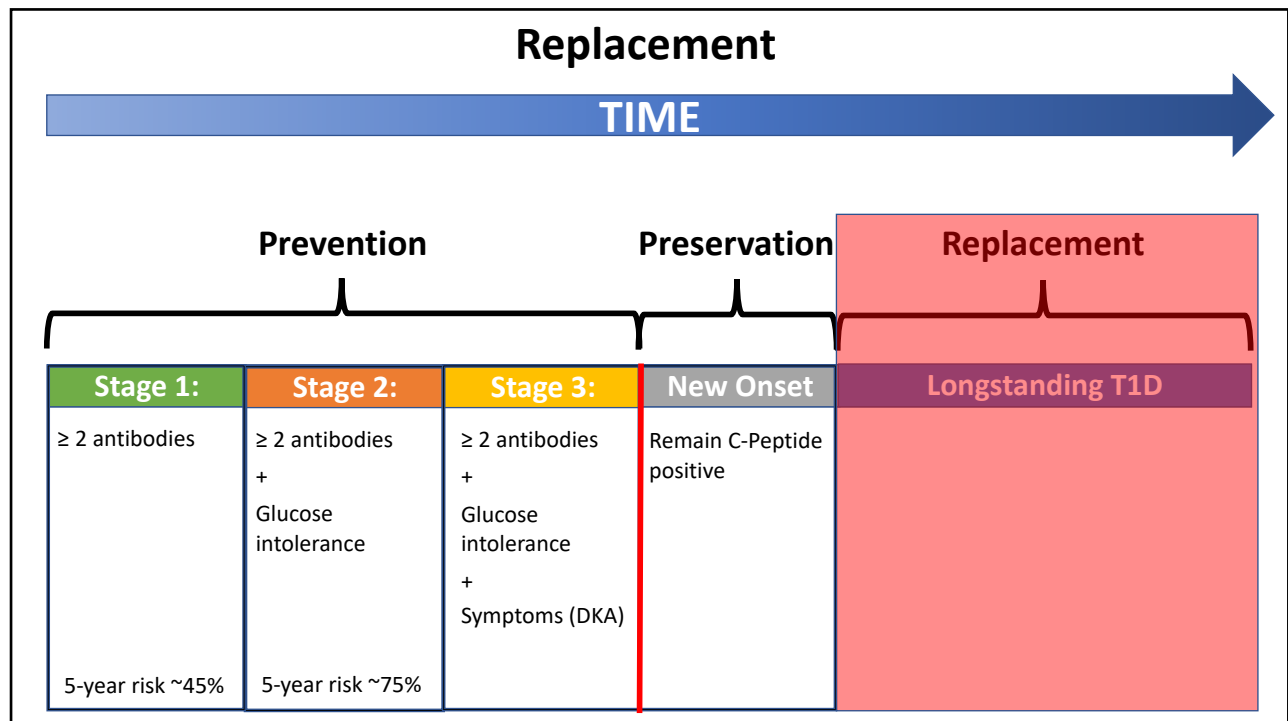 Replacement
TIME
Prevention
Preservation
Replacement
Stage 1:
Stage 2:
Stage 3:
New Onset
Longstanding T1D
≥ 2 antibodies
5-year risk ~45%
≥ 2 antibodies
+
Glucose
intolerance
5-year risk ~75%
≥ 2 antibodies
+
Glucose
intolerance
+
Symptoms (DKA)
Remain C-Peptide
positive